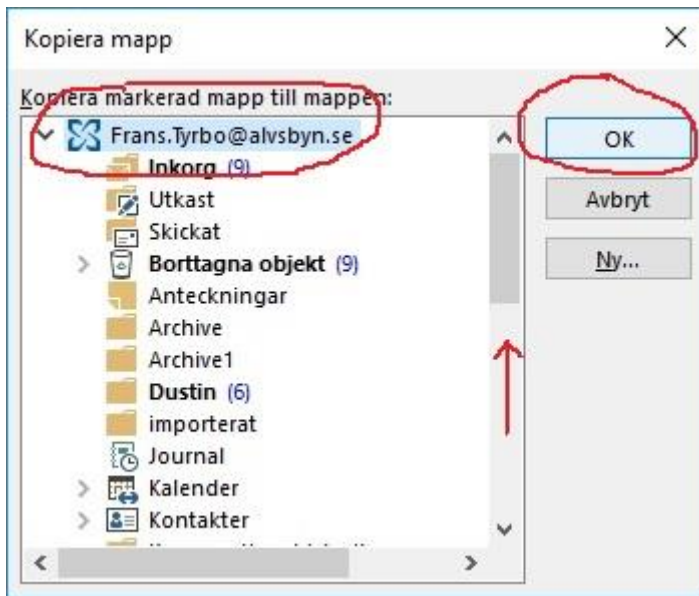 Kopiera mapp
Kopiera markerad mapp till mappen:
Frans.Tyrbo@alvsbyn.se
OK
Inkorg (9)
Avbryt
Utkast
Skickat
Ny...
Borttagna objekt (9)
Anteckningar
Archive
Archive1
Dustin (6)
importerat
Journal
Kalender
Kontakter